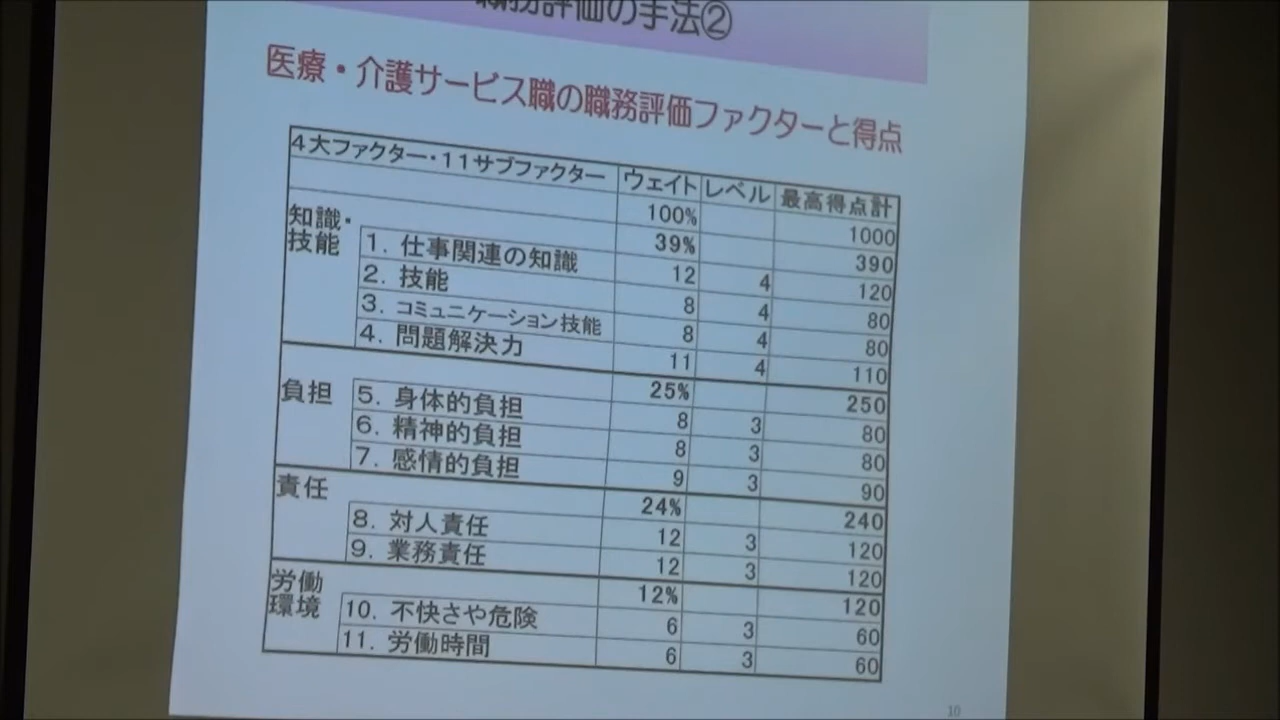 職務評価の手法②
医療・介護サービス職の職務評価ファクターと得点
4大ファクター・11サブファクター ウェイト レベル 最高得点計
100% 1000
知識・技能 39% 390
1. 仕事関連の知識 12 4 120
2. 技能 8 4 80
3. コミュニケーション技能 8 4 80
4. 問題解決力 11 4 110
負担 25% 250
5. 身体的負担 8 3 80
6. 精神的負担 8 3 80
7. 感情的負担 9 3 90
責任 24% 240
8. 対人責任 12 3 120
9. 業務責任 12 3 120
労働環境 12% 120
10. 不快さや危険 6 3 60
11. 労働時間 6 3 60
10